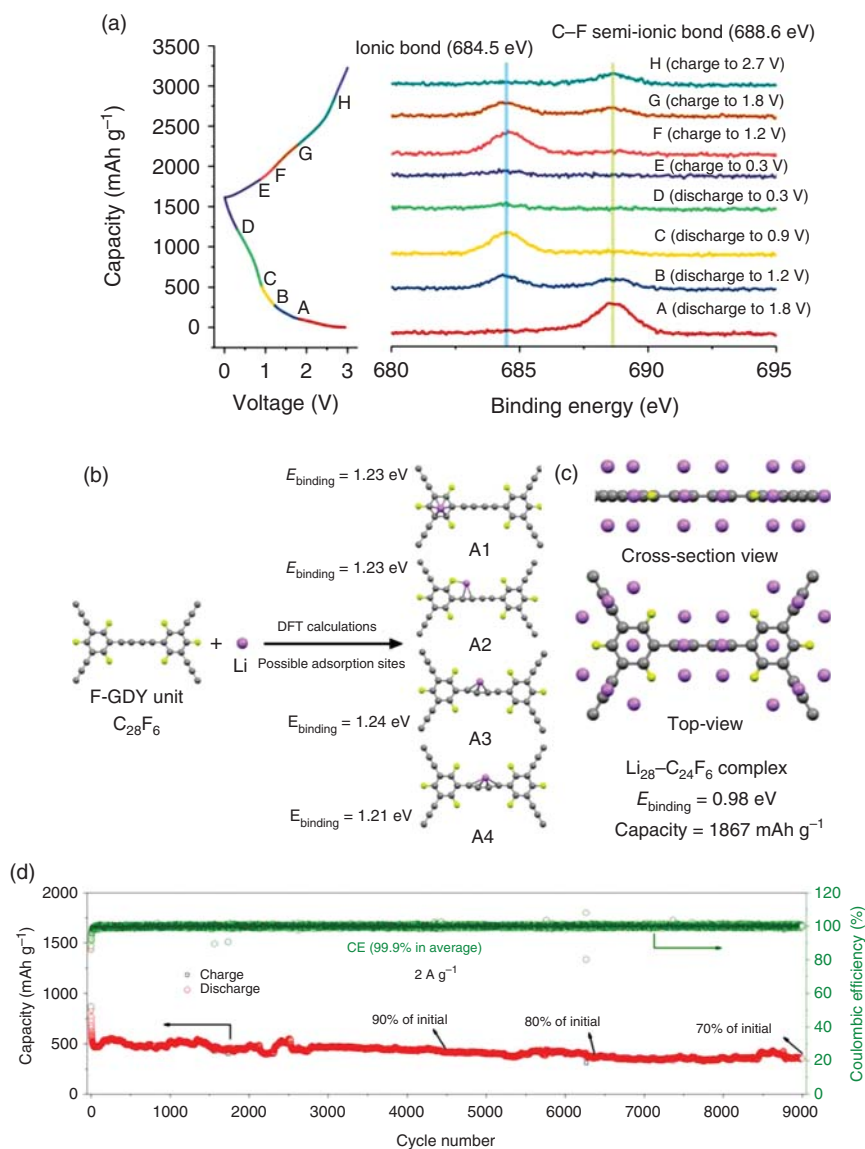 (a)
Ionic bond (684.5 eV)
C–F semi-ionic bond (688.6 eV)
Capacity (mAh g⁻¹)
3500
3000
2500
2000
1500
1000
500
0
H
G
F
E
D
C
B
A
0 1 2 3
Voltage (V)
H (charge to 2.7 V)
G (charge to 1.8 V)
F (charge to 1.2 V)
E (charge to 0.3 V)
D (discharge to 0.3 V)
C (discharge to 0.9 V)
B (discharge to 1.2 V)
A (discharge to 1.8 V)
680 685 690 695
Binding energy (eV)
(b)
F-GDY unit
C₂₈F₆
+
Li
DFT calculations
Possible adsorption sites
E_binding = 1.23 eV
A1
E_binding = 1.23 eV
A2
E_binding = 1.24 eV
A3
E_binding = 1.21 eV
A4
(c)
Cross-section view
Top-view
Li₂₈–C₂₄F₆ complex
E_binding = 0.98 eV
Capacity = 1867 mAh g⁻¹
(d)
Capacity (mAh g⁻¹)
2000
1500
1000
500
0
CE (99.9% in average)
Charge
Discharge
2 A g⁻¹
90% of initial
80% of initial
70% of initial
120
100
80
60
40
20
0
Coulombic efficiency (%)
0 1000 2000 3000 4000 5000 6000 7000 8000 9000
Cycle number